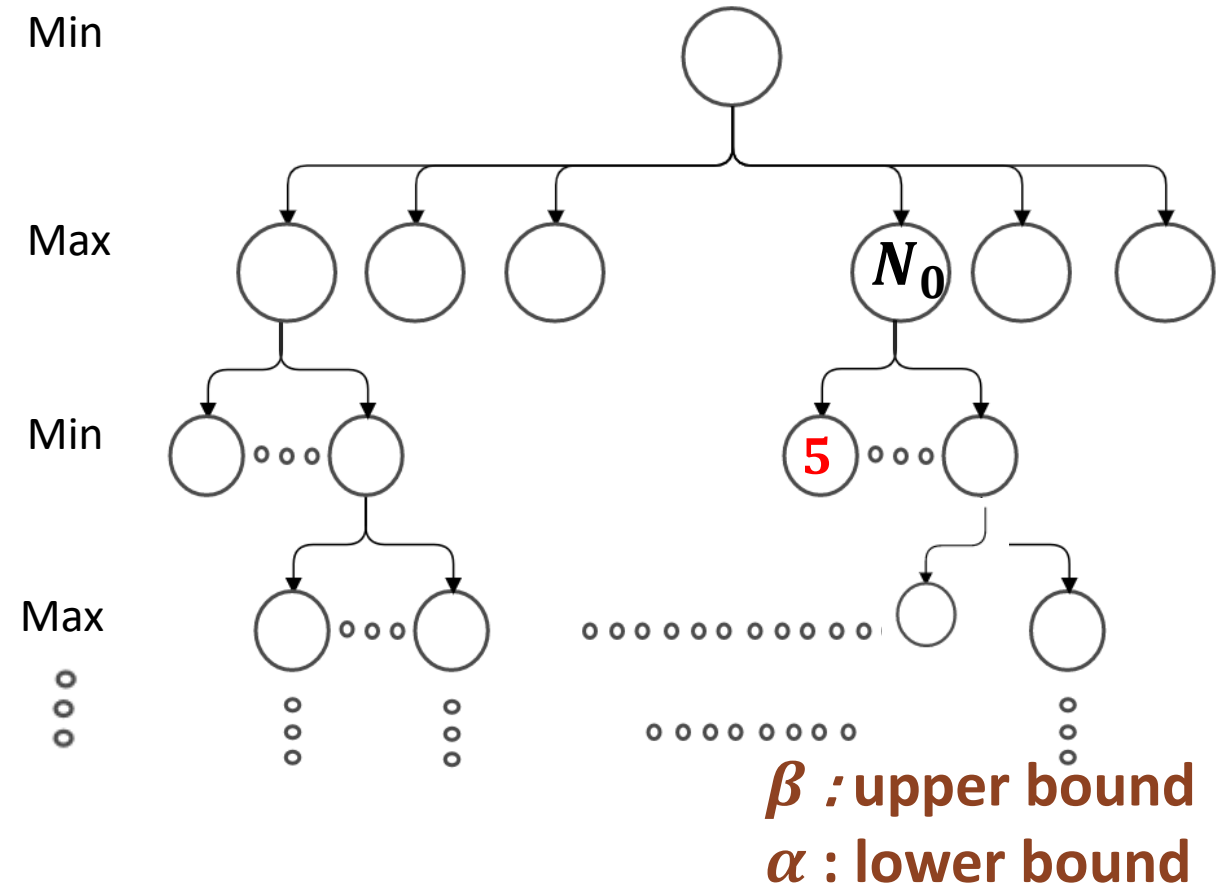 Min
Max
N₀
Min
5
Max
β : upper bound
α : lower bound